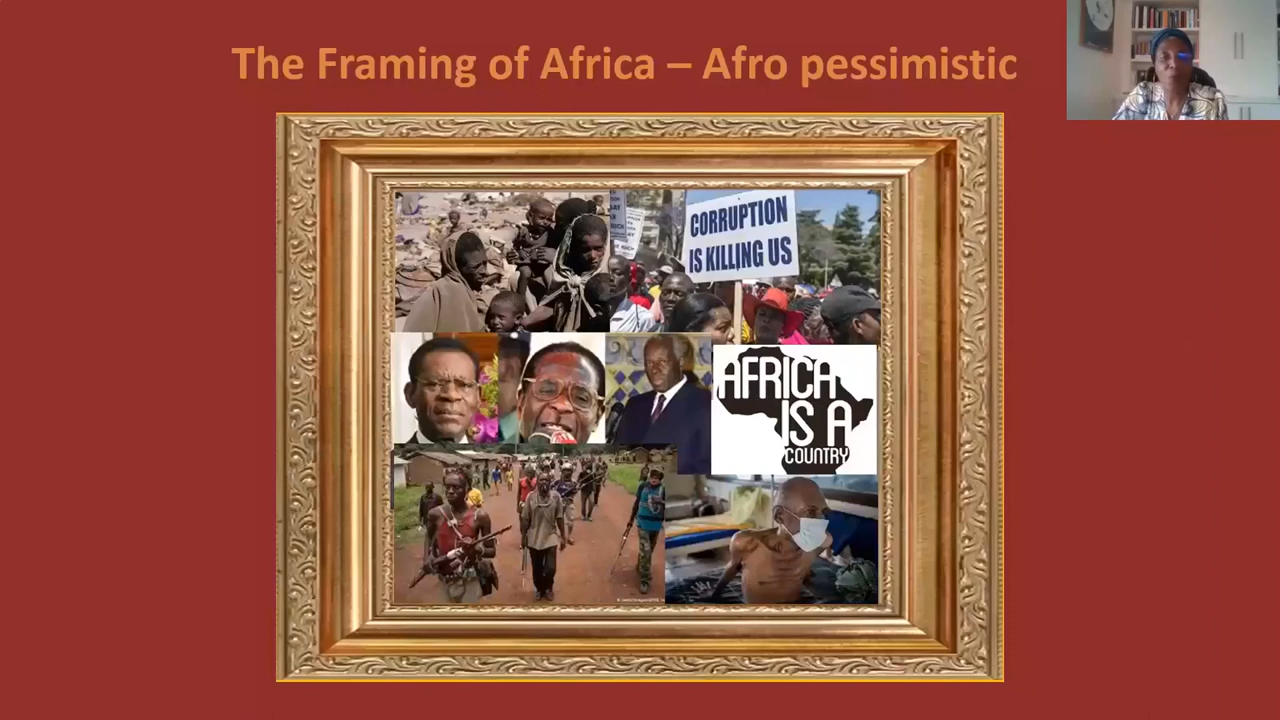 The Framing of Africa – Afro pessimistic
CORRUPTION
IS KILLING US
AFRICA
IS A
COUNTRY